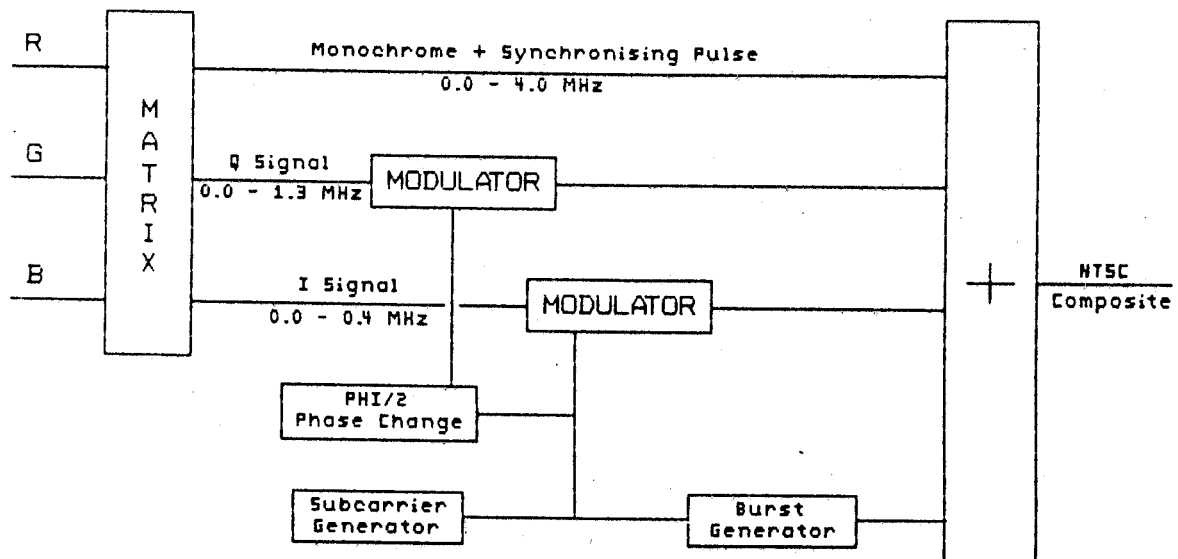 R
Monochrome + Synchronising Pulse
0.0 - 4.0 MHz
MATRIX
G
Q Signal
0.0 - 1.3 MHz
MODULATOR
B
I Signal
0.0 - 0.4 MHz
MODULATOR
+
NTSC
Composite
PHI/2
Phase Change
Subcarrier
Generator
Burst
Generator